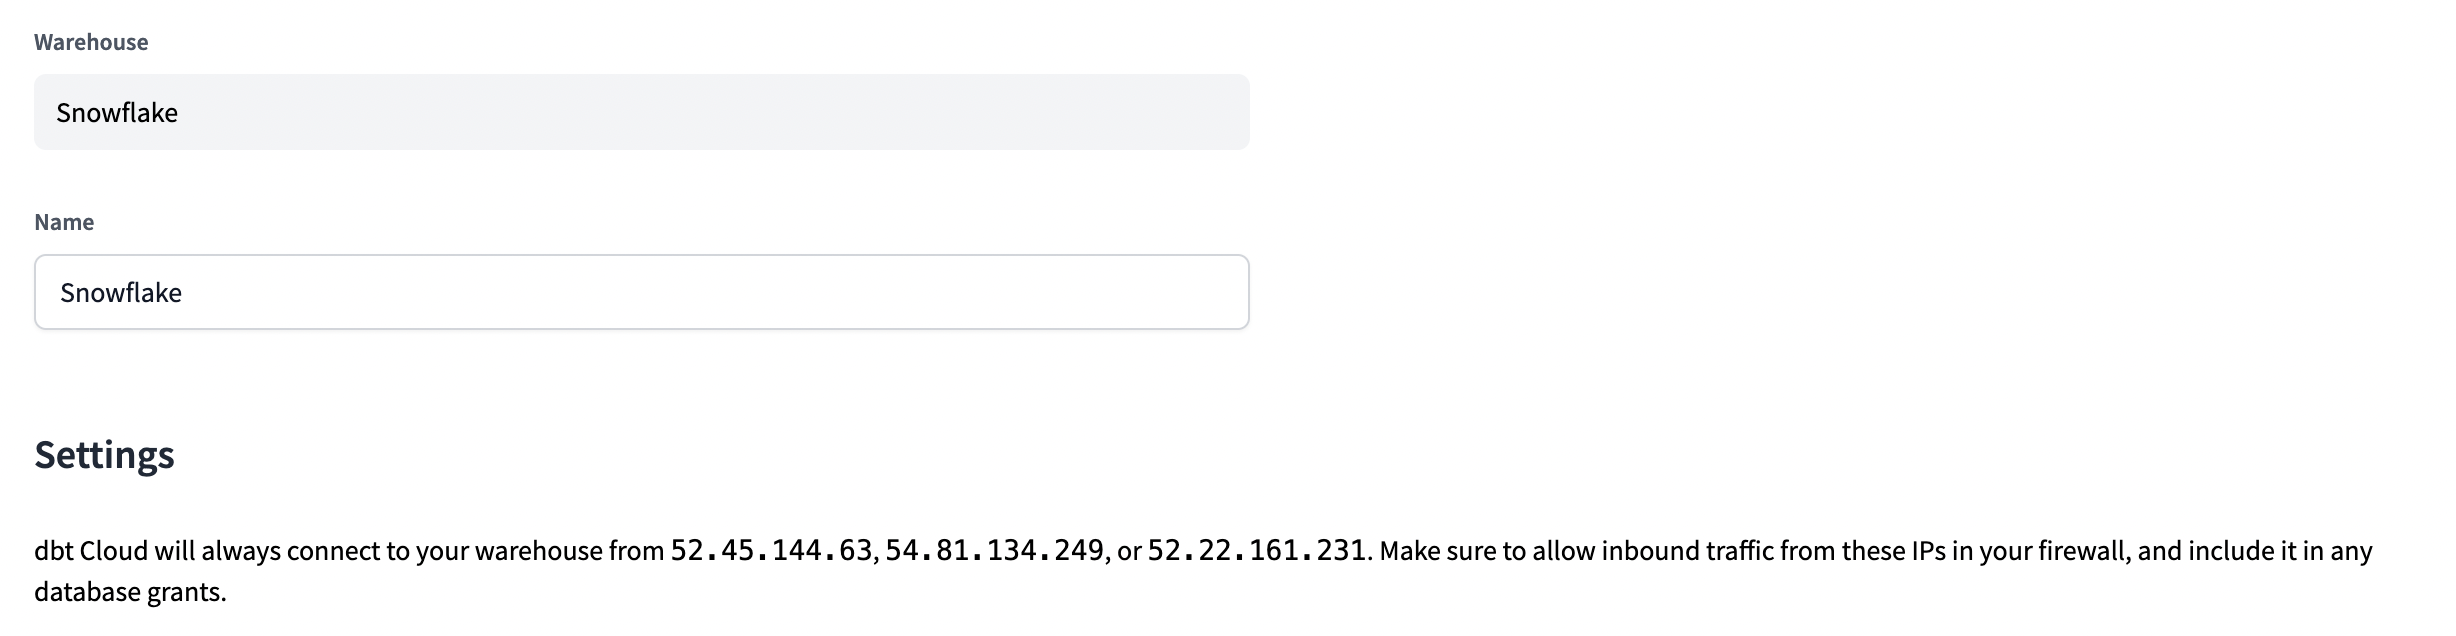 Warehouse
Snowflake
Name
Snowflake
Settings
dbt Cloud will always connect to your warehouse from 52.45.144.63, 54.81.134.249, or 52.22.161.231. Make sure to allow inbound traffic from these IPs in your firewall, and include it in any
database grants.